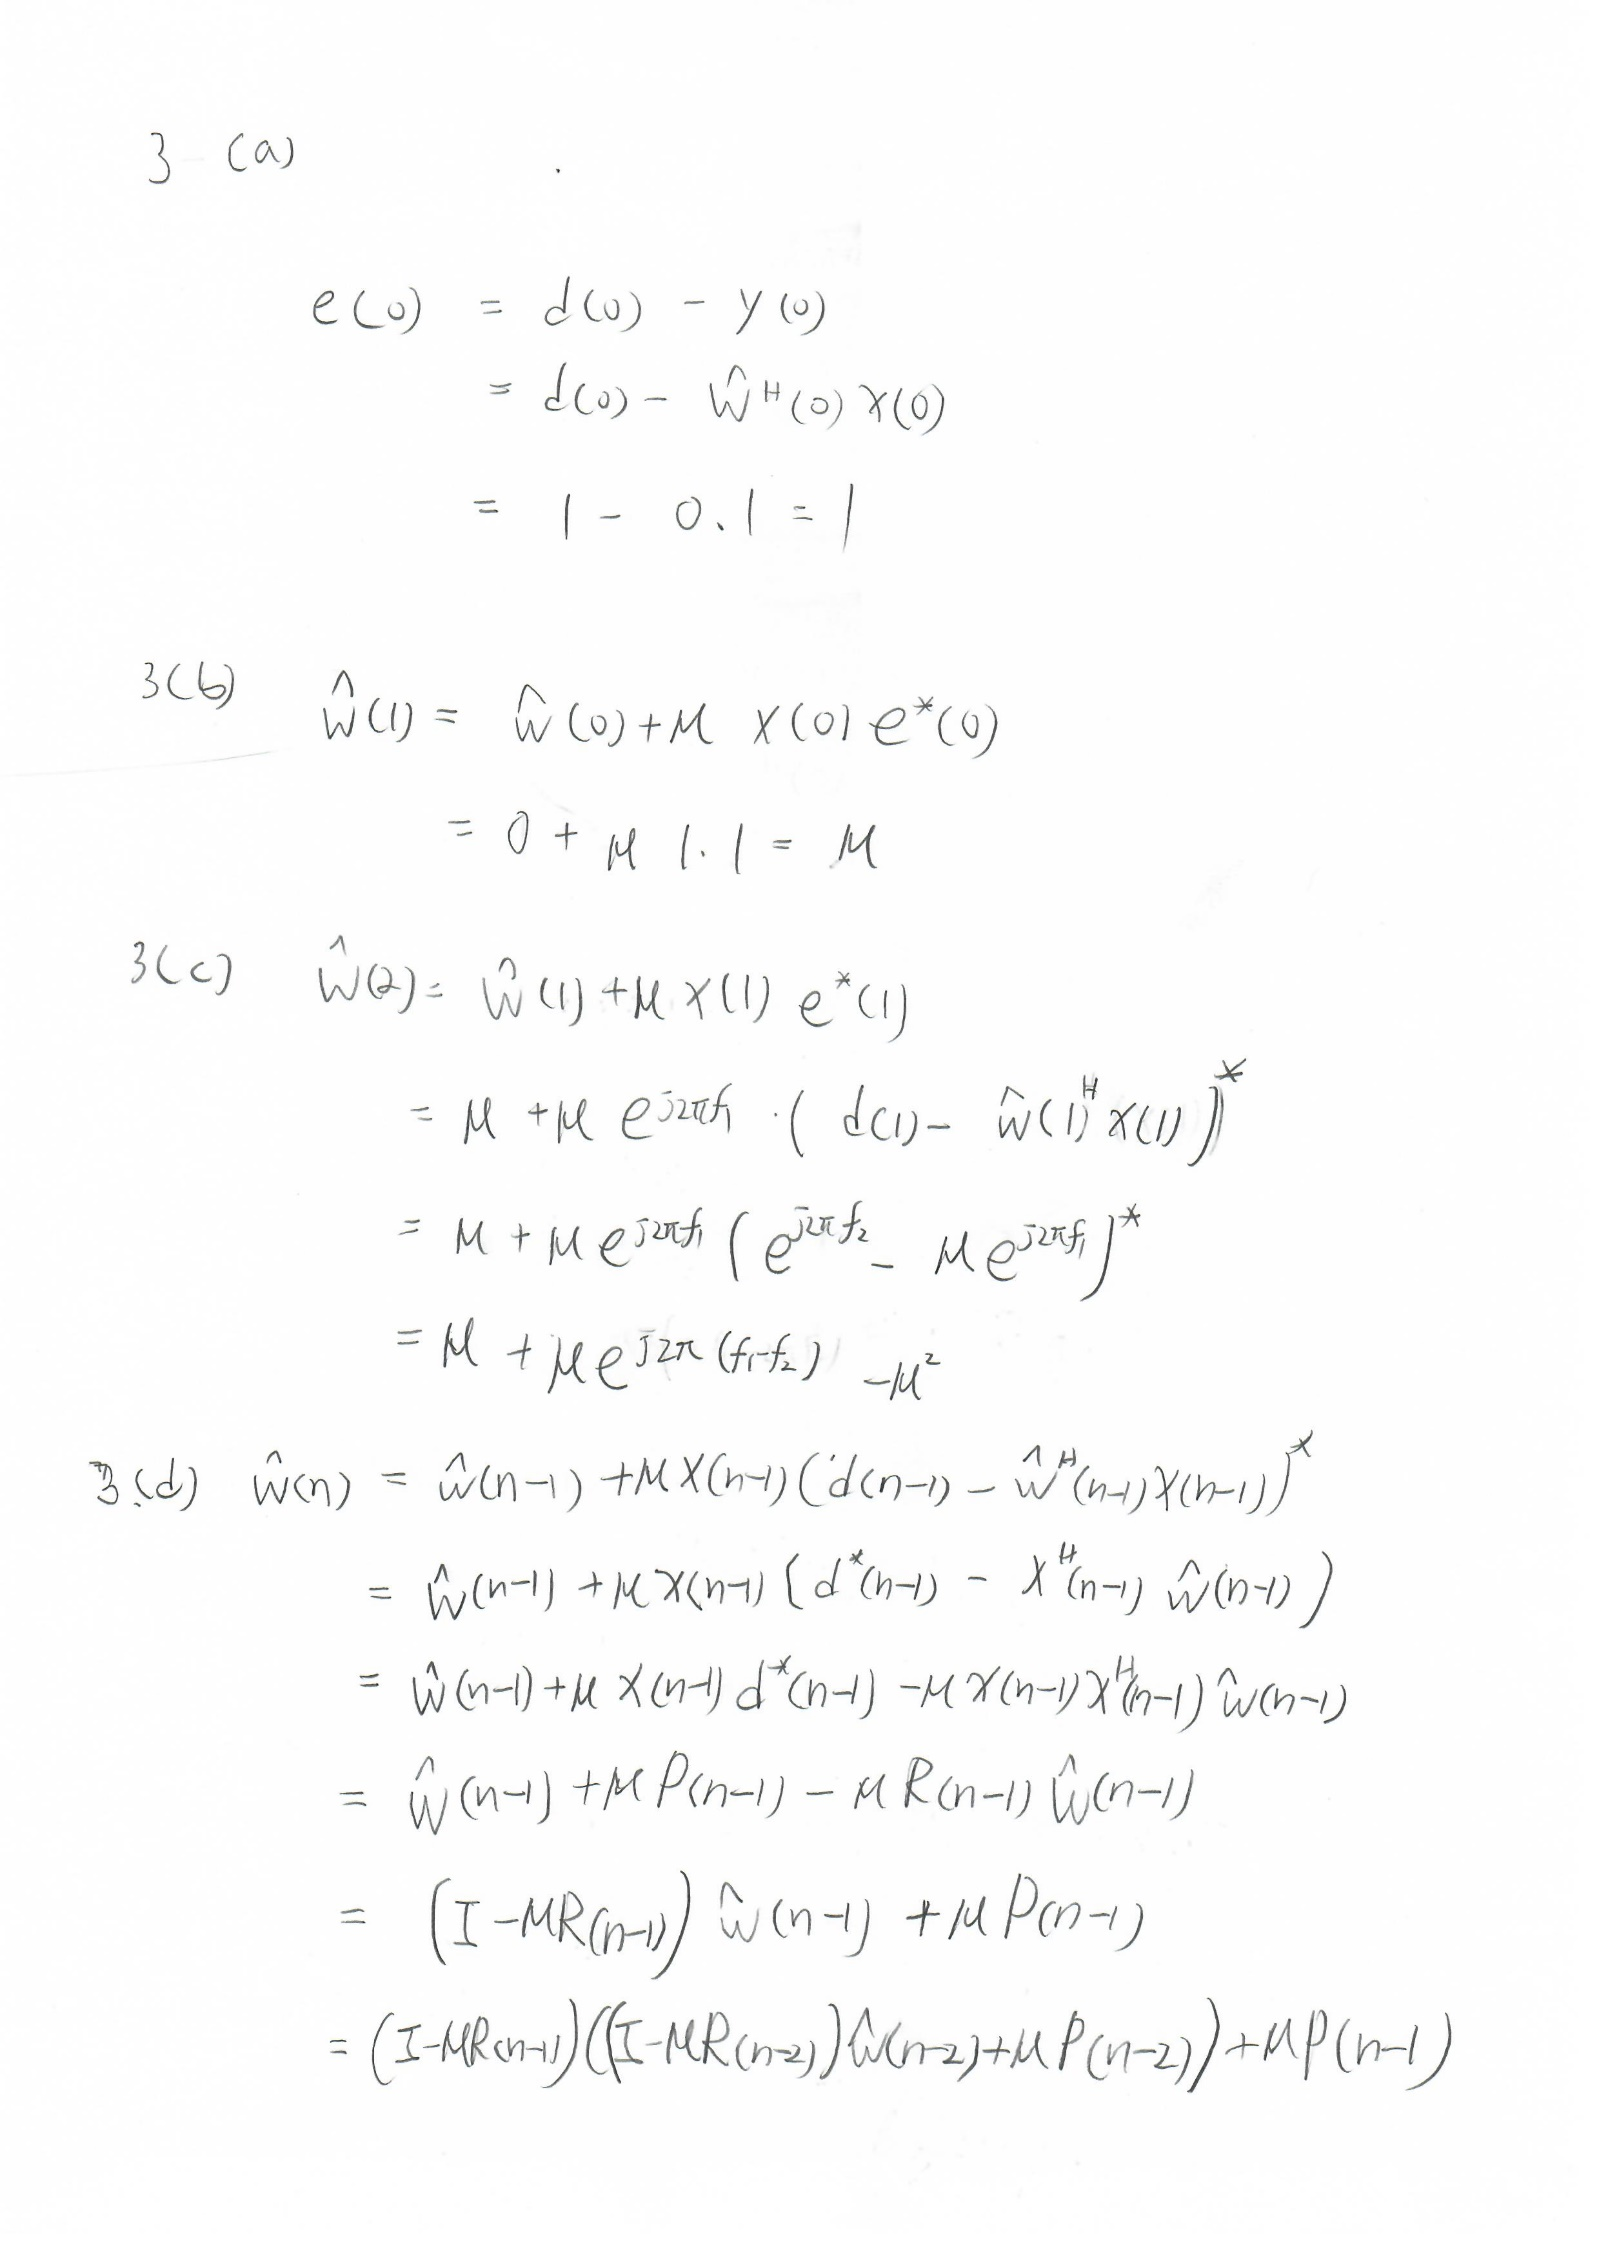 3 (a)
e(0) = d(0) - y(0)
= d(0) - ŵᴴ(0) x(0)
= 1 - 0.1 = 1
3(b) ŵ(1) = ŵ(0) + μ x(0) e*(0)
= 0 + μ 1.1 = μ
3(c) ŵ(2) = ŵ(1) + μ x(1) e*(1)
= μ + μ e^{j2πf₁} · ( d(1) - ŵ(1)ᴴ x(1) )*
= μ + μ e^{j2πf₁} ( e^{j2πf₂} - μ e^{j2πf₁} )*
= μ + μ e^{j2π(f₁-f₂)} - μ²
3.(d) ŵ(n) = ŵ(n-1) + μ x(n-1) ( d(n-1) - ŵᴴ(n-1) x(n-1) )*
= ŵ(n-1) + μ x(n-1) ( d*(n-1) - xᴴ(n-1) ŵ(n-1) )
= ŵ(n-1) + μ x(n-1) d*(n-1) - μ x(n-1) xᴴ(n-1) ŵ(n-1)
= ŵ(n-1) + μ P(n-1) - μ R(n-1) ŵ(n-1)
= (I - μR(n-1)) ŵ(n-1) + μ P(n-1)
= (I-μR(n-1))((I-μR(n-2)) ŵ(n-2) + μ P(n-2)) + μP(n-1)